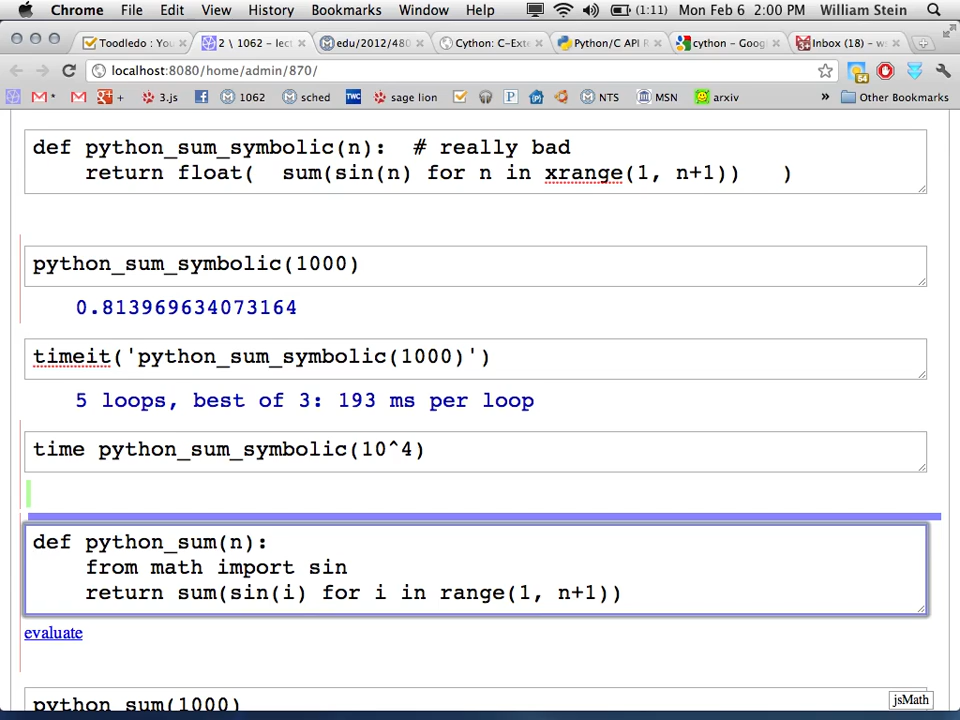 Chrome File Edit View History Bookmarks Window Help (1:11) Mon Feb 6 2:00 PM William Stein
Toodledo : You 2 \ 1062 - lect edu/2012/480 Cython: C-Exte Python/C API R cython - Goog Inbox (18) - ws
localhost:8080/home/admin/870/ 64
+ 3.js 1062 sched TWC sage lion P NTS MSN arxiv » Other Bookmarks
def python_sum_symbolic(n): # really bad
return float( sum(sin(n) for n in xrange(1, n+1)) )
python_sum_symbolic(1000)
0.813969634073164
timeit('python_sum_symbolic(1000)')
5 loops, best of 3: 193 ms per loop
time python_sum_symbolic(10^4)
def python_sum(n):
from math import sin
return sum(sin(i) for i in range(1, n+1))
evaluate
python_sum(1000)
jsMath